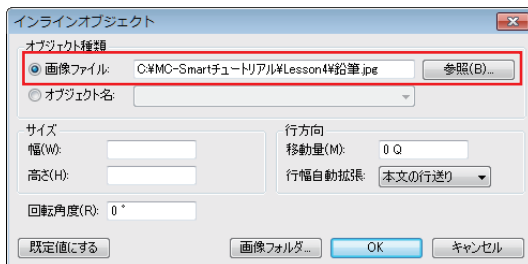 インラインオブジェクト
オブジェクト種類
画像ファイル: C:¥MC-Smartチュートリアル¥Lesson4¥鉛筆.jpg 参照(B)...
オブジェクト名:
サイズ 行方向
幅(W): 移動量(M): 0 Q
高さ(H): 行幅自動拡張: 本文の行送り
回転角度(R): 0 °
既定値にする 画像フォルダ... OK キャンセル